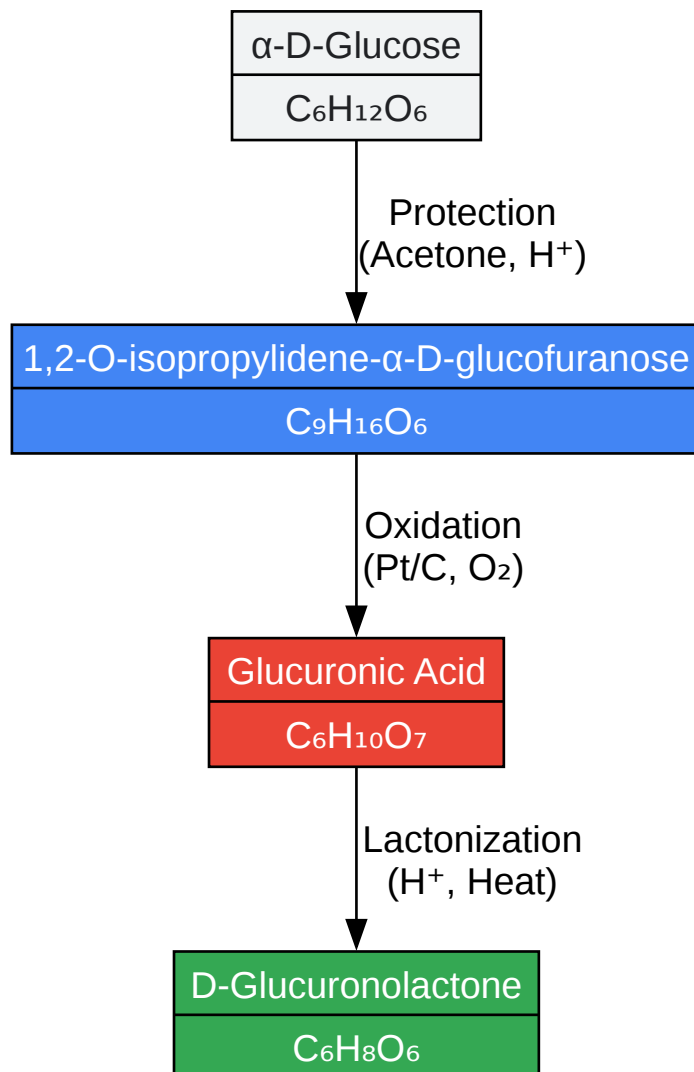 α-D-Glucose
C₆H₁₂O₆
Protection
(Acetone, H⁺)
1,2-O-isopropylidene-α-D-glucofuranose
C₉H₁₆O₆
Oxidation
(Pt/C, O₂)
Glucuronic Acid
C₆H₁₀O₇
Lactonization
(H⁺, Heat)
D-Glucuronolactone
C₆H₈O₆